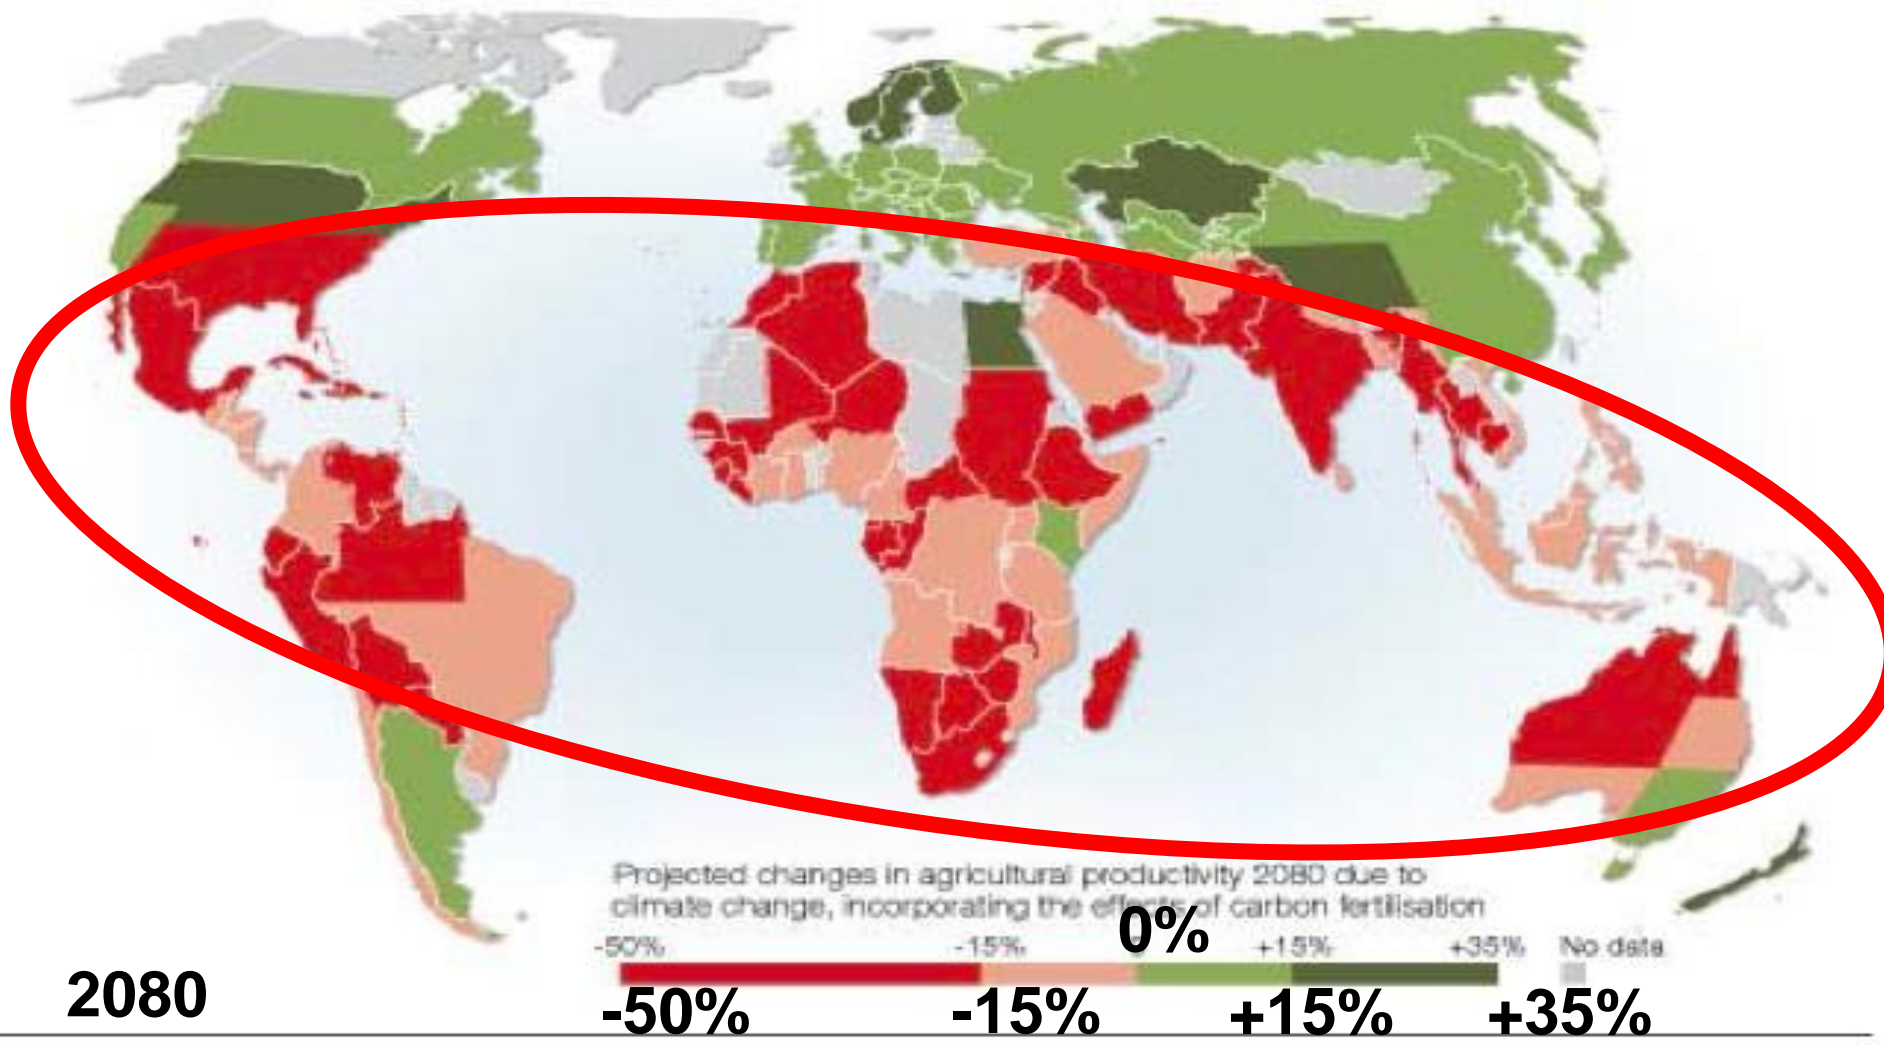 Projected changes in agricultural productivity 2080 due to
climate change, incorporating the effects of carbon fertilisation
0%
-50% -15% +15% +35% No data
2080
-50% -15% +15% +35%